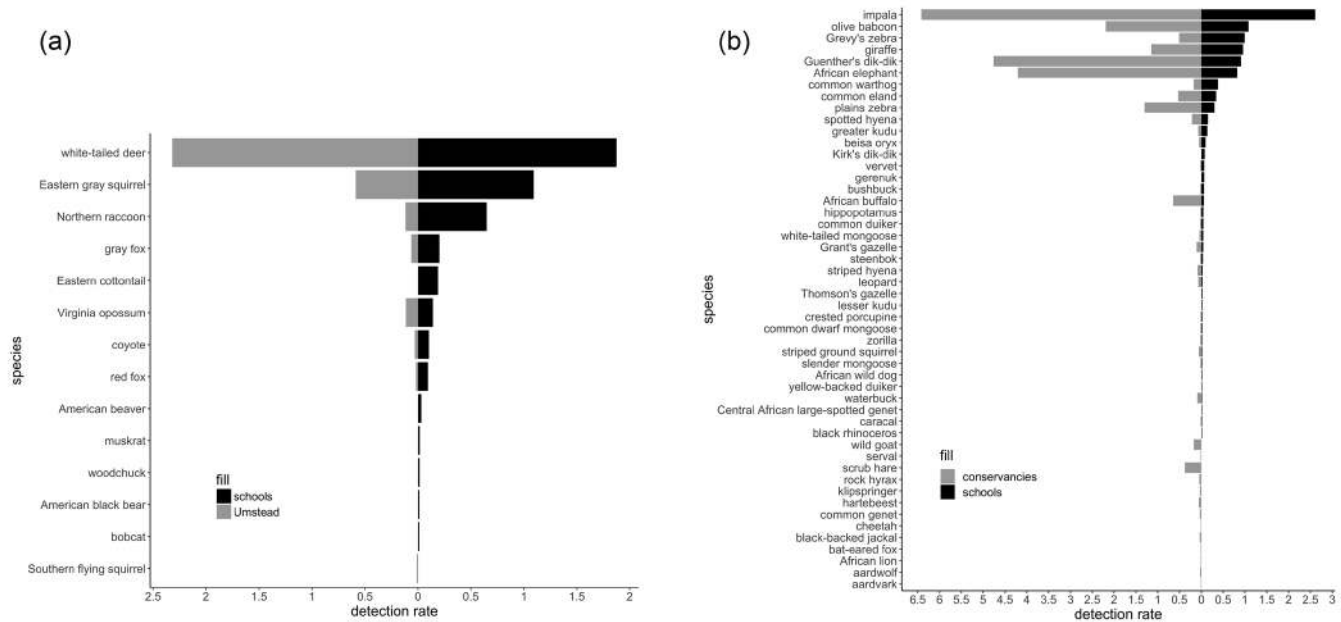 (a)
white-tailed deer
Eastern gray squirrel
Northern raccoon
gray fox
Eastern cottontail
Virginia opossum
coyote
red fox
American beaver
muskrat
woodchuck
American black bear
bobcat
Southern flying squirrel
species
fill
schools
Umstead
2.5 2 1.5 1 0.5 0 0.5 1 1.5 2
detection rate
(b)
impala
olive baboon
Grevy's zebra
giraffe
Guenther's dik-dik
African elephant
common warthog
common eland
plains zebra
spotted hyena
greater kudu
beisa oryx
Kirk's dik-dik
vervet
gerenuk
bushbuck
African buffalo
hippopotamus
common duiker
white-tailed mongoose
Grant's gazelle
steenbok
striped hyena
leopard
Thomson's gazelle
lesser kudu
crested porcupine
common dwarf mongoose
zorilla
striped ground squirrel
slender mongoose
African wild dog
yellow-backed duiker
waterbuck
Central African large-spotted genet
caracal
black rhinoceros
wild goat
serval
scrub hare
rock hyrax
klipspringer
hartebeest
common genet
cheetah
black-backed jackal
bat-eared fox
African lion
aardwolf
aardvark
species
fill
conservancies
schools
6.5 6 5.5 5 4.5 4 3.5 3 2.5 2 1.5 1 0.5 0 0.5 1 1.5 2 2.5 3
detection rate